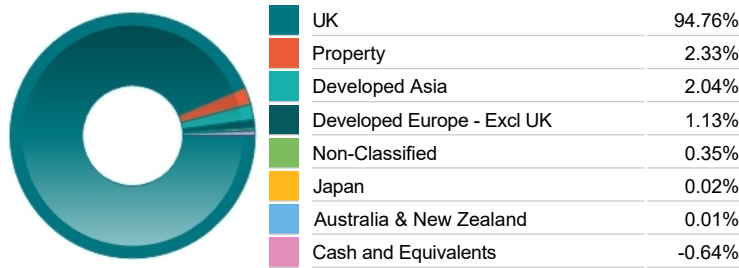 UK 94.76%
Property 2.33%
Developed Asia 2.04%
Developed Europe - Excl UK 1.13%
Non-Classified 0.35%
Japan 0.02%
Australia & New Zealand 0.01%
Cash and Equivalents -0.64%